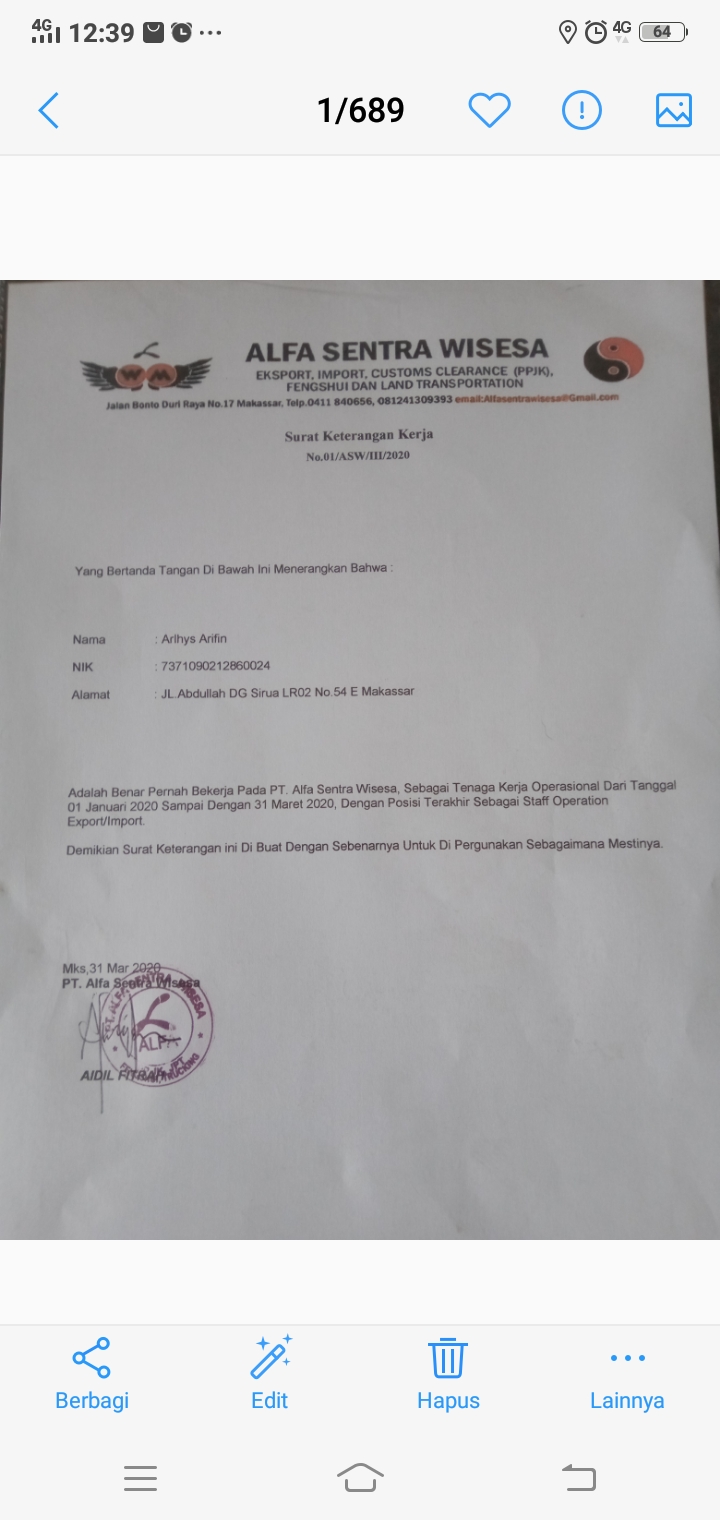 4G 12:39 4G 64
1/689
WM
ALFA SENTRA WISESA
EKSPORT, IMPORT, CUSTOMS CLEARANCE (PPJK),
FENGSHUI DAN LAND TRANSPORTATION
Jalan Bonto Duri Raya No.17 Makassar, Telp.0411 840656, 081241309393 email:Alfasentrawisesa@Gmail.com
Surat Keterangan Kerja
No.01/ASW/III/2020
Yang Bertanda Tangan Di Bawah Ini Menerangkan Bahwa :
Nama : Arlhys Arifin
NIK : 7371090212860024
Alamat : JL.Abdullah DG Sirua LR02 No.54 E Makassar
Adalah Benar Pernah Bekerja Pada PT. Alfa Sentra Wisesa, Sebagai Tenaga Kerja Operasional Dari Tanggal
01 Januari 2020 Sampai Dengan 31 Maret 2020, Dengan Posisi Terakhir Sebagai Staff Operation
Export/Import.
Demikian Surat Keterangan ini Di Buat Dengan Sebenarnya Untuk Di Pergunakan Sebagaimana Mestinya.
Mks,31 Mar 2020
PT. Alfa Sentra Wisesa
PT. ALFA SENTRA WISESA
ALFA
TRUCKING
AIDIL FITRAH
Berbagi Edit Hapus Lainnya